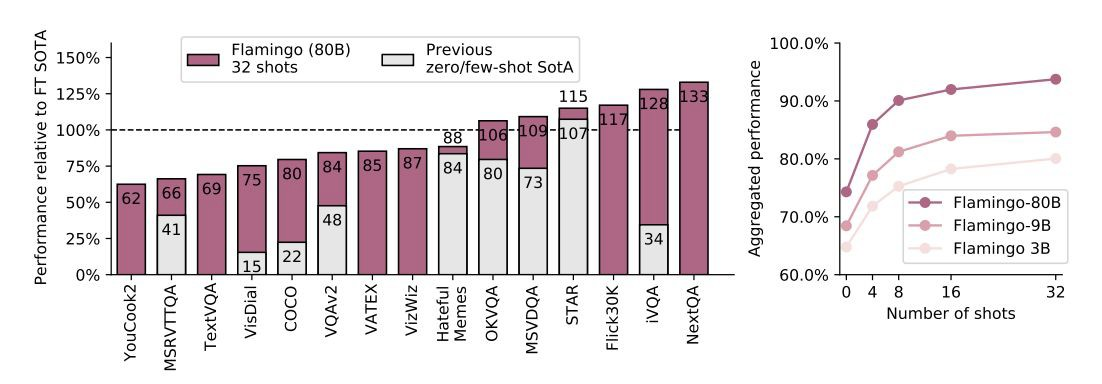 Performance relative to FT SOTA
150%
125%
100%
75%
50%
25%
0%
Flamingo (80B)
32 shots
Previous
zero/few-shot SotA
62
66
41
69
75
15
80
22
84
48
85
87
88
84
106
80
109
73
115
107
117
128
34
133
YouCook2
MSRVTTQA
TextVQA
VisDial
COCO
VQAv2
VATEX
VizWiz
Hateful
Memes
OKVQA
MSVDQA
STAR
Flick30K
iVQA
NextQA
Aggregated performance
100.0%
90.0%
80.0%
70.0%
60.0%
Flamingo-80B
Flamingo-9B
Flamingo 3B
0
4
8
16
32
Number of shots